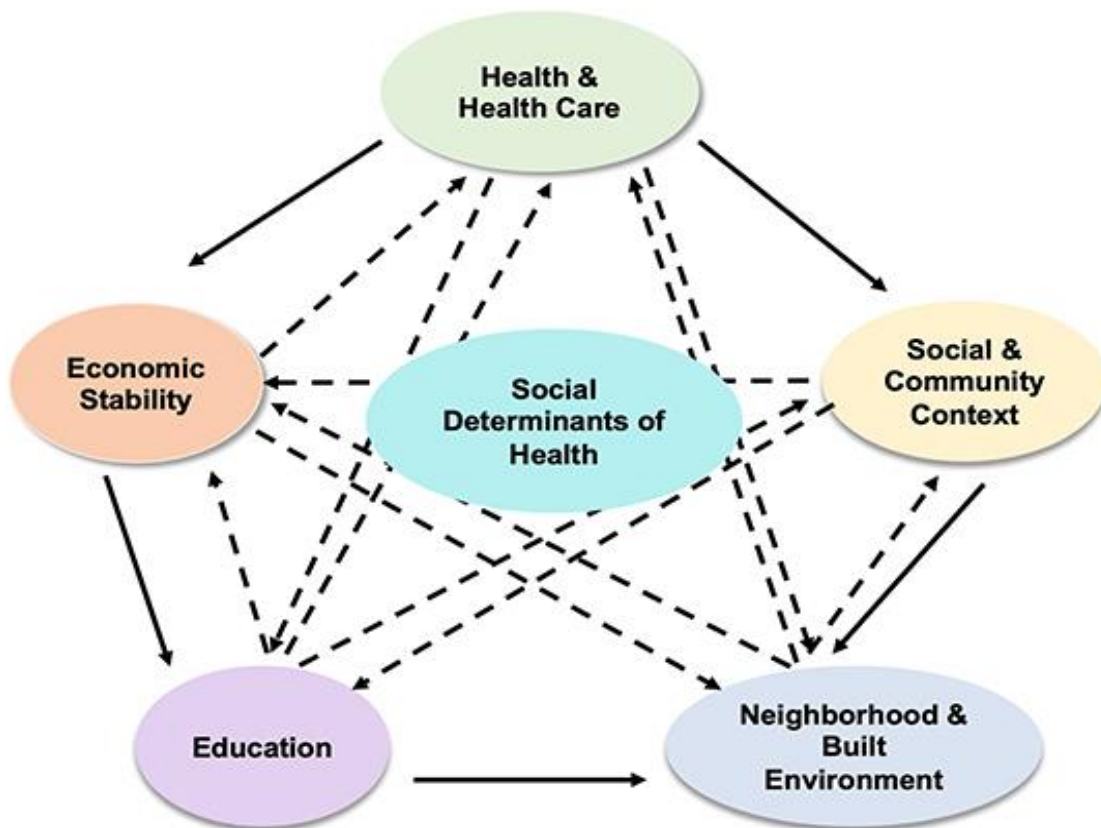 Health &
Health Care
Economic
Stability
Social
Determinants of
Health
Social &
Community
Context
Education
Neighborhood &
Built
Environment